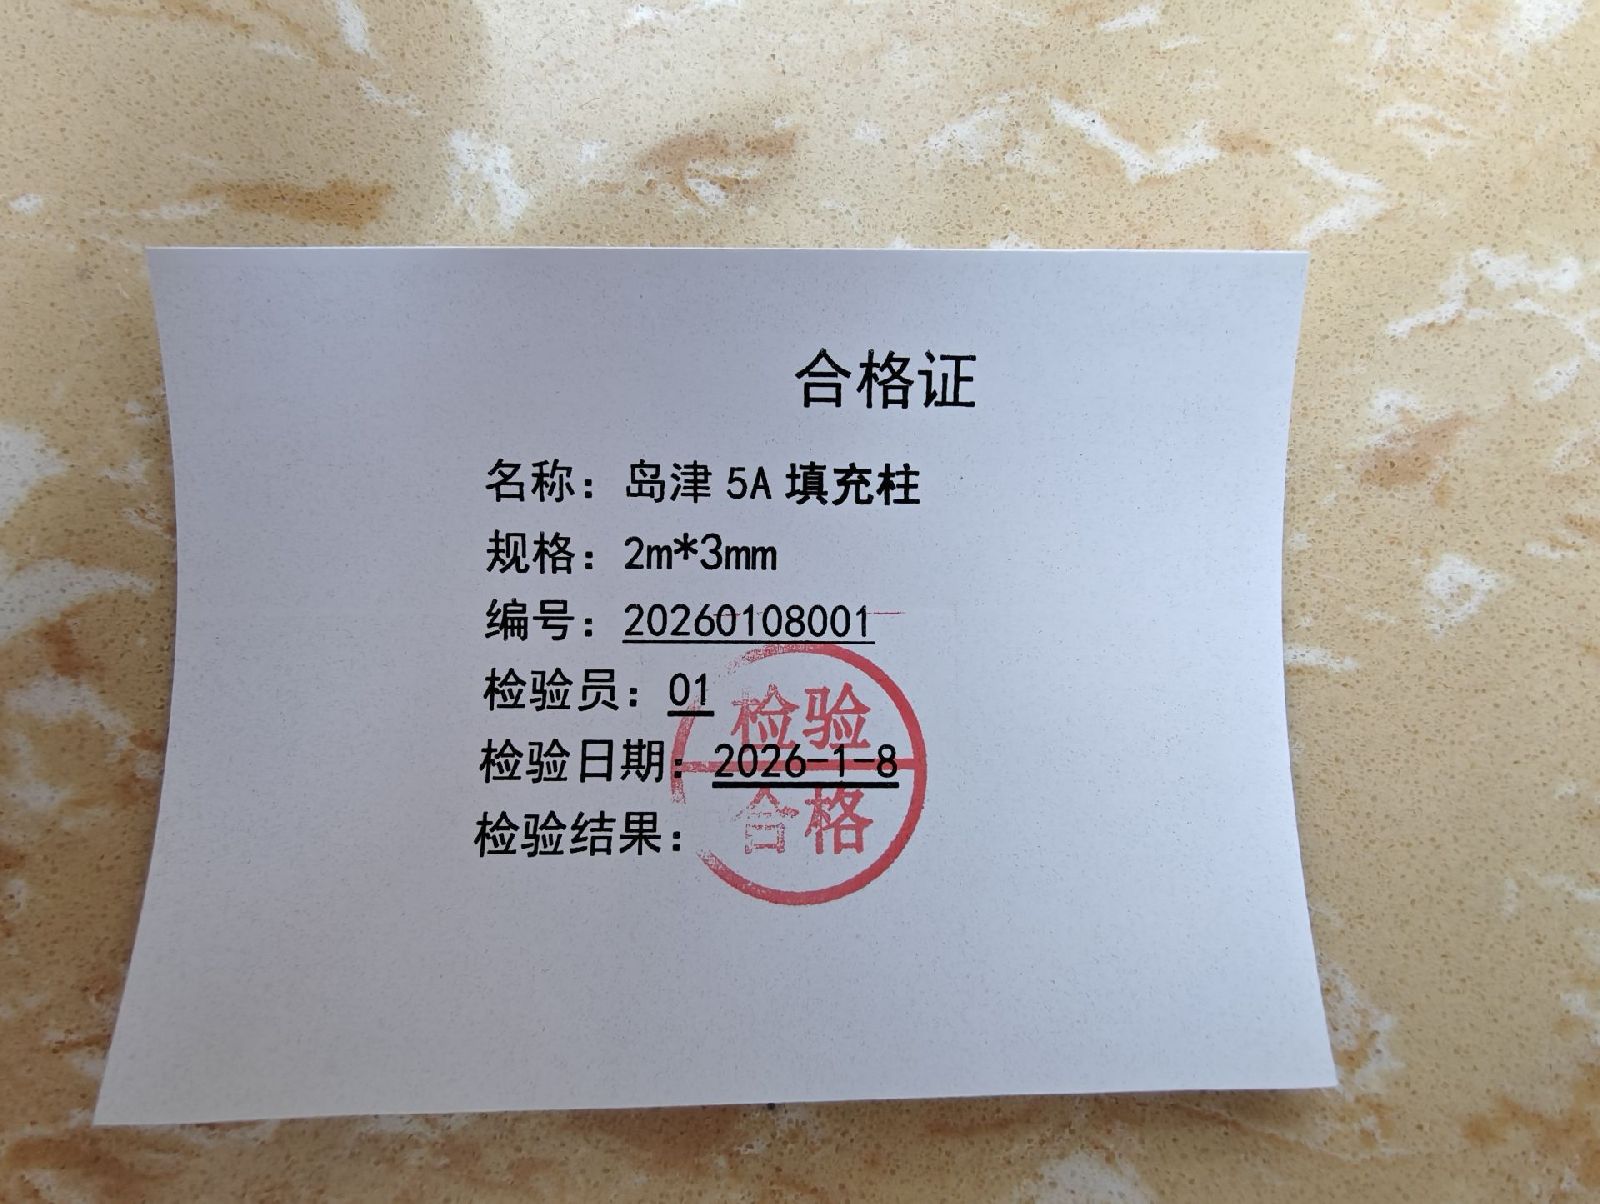 合格证
名称：岛津 5A 填充柱
规格：2m*3mm
编号：20260108001
检验员：01
检验日期：2026-1-8
检验结果：
检验
合格